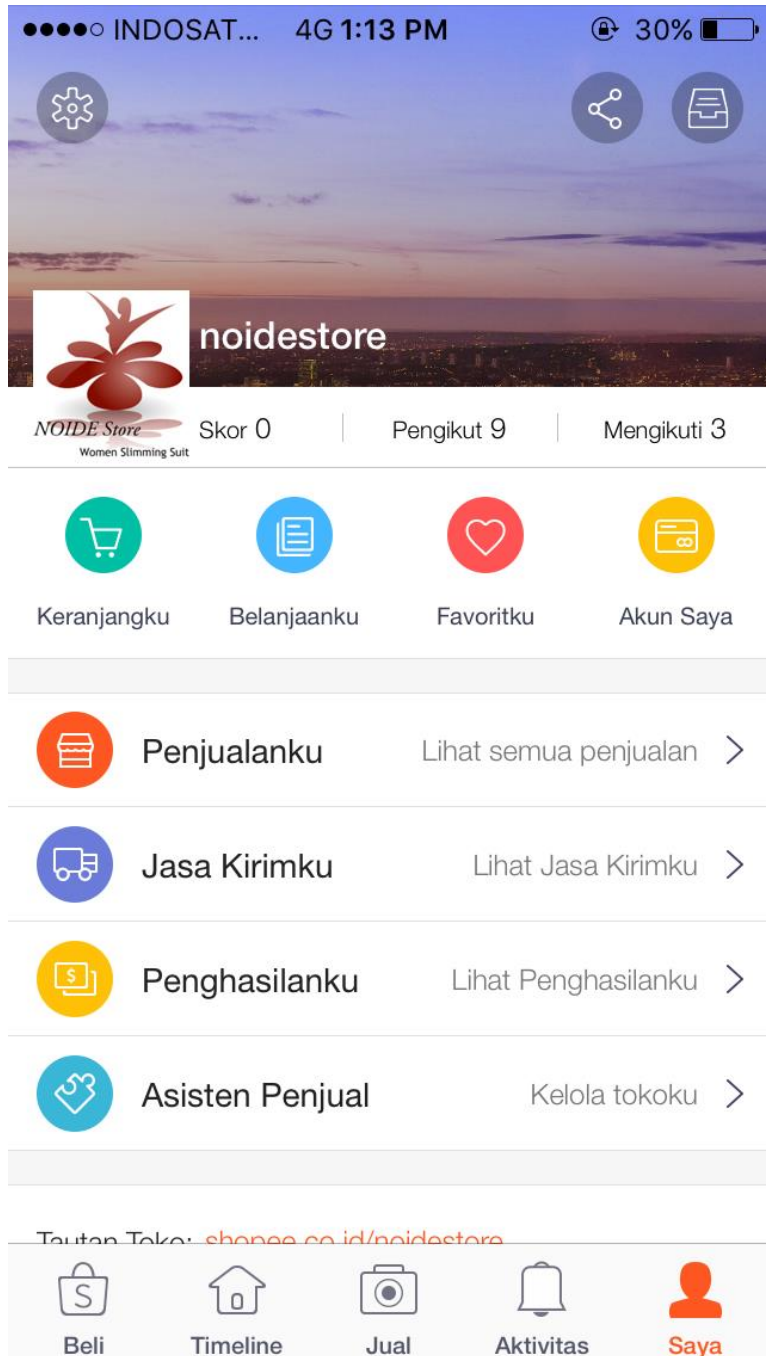 INDOSAT... 4G 1:13 PM 30%
noidestore
NOIDE Store
Women Slimming Suit
Skor 0 Pengikut 9 Mengikuti 3
Keranjangku Belanjaanku Favoritku Akun Saya
Penjualanku Lihat semua penjualan
Jasa Kirimku Lihat Jasa Kirimku
Penghasilanku Lihat Penghasilanku
Asisten Penjual Kelola tokoku
Tautan Toko: shopee.co.id/noidestore
Beli Timeline Jual Aktivitas Saya